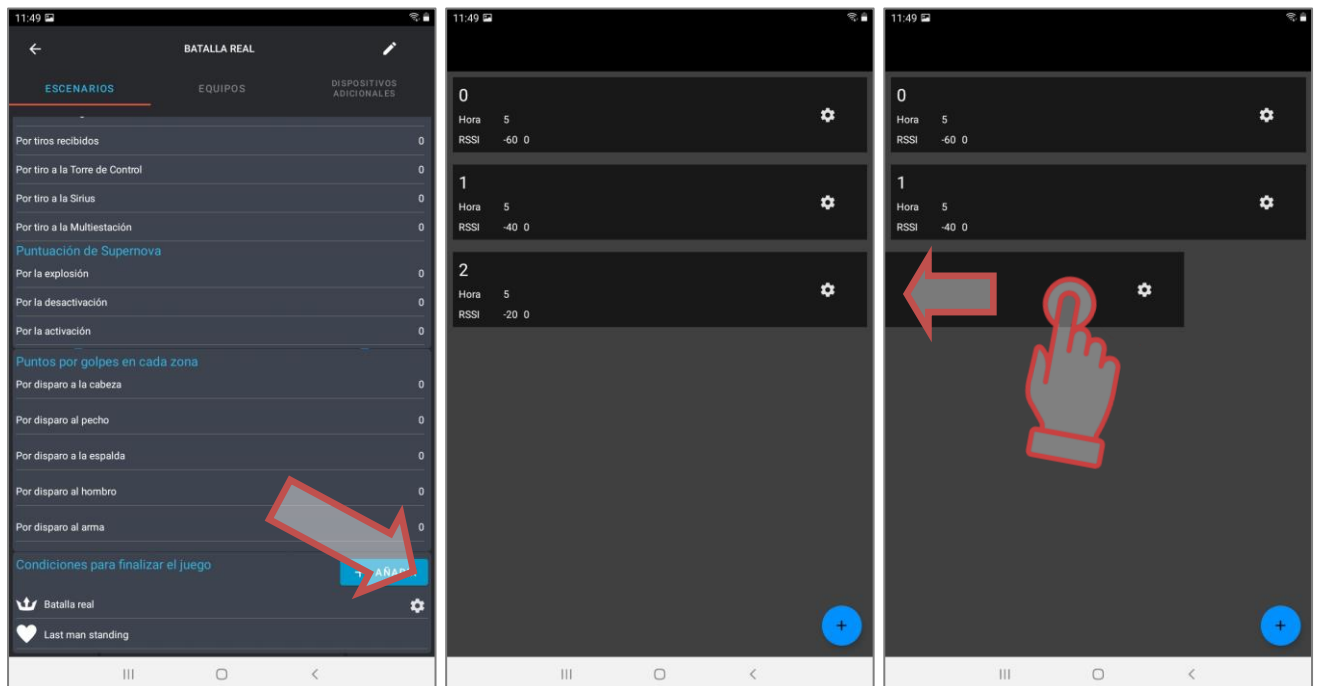 11:49
BATALLA REAL
ESCENARIOS EQUIPOS DISPOSITIVOS
ADICIONALES
Por tiros recibidos 0
Por tiro a la Torre de Control 0
Por tiro a la Sirius 0
Por tiro a la Multiestación 0
Puntuación de Supernova
Por la explosión 0
Por la desactivación 0
Por la activación 0
Puntos por golpes en cada zona
Por disparo a la cabeza 0
Por disparo al pecho 0
Por disparo a la espalda 0
Por disparo al hombro 0
Por disparo al arma 0
Condiciones para finalizar el juego
Batalla real
Last man standing
11:49
0
Hora 5
RSSI -60 0
1
Hora 5
RSSI -40 0
2
Hora 5
RSSI -20 0
+
11:49
0
Hora 5
RSSI -60 0
1
Hora 5
RSSI -40 0
+